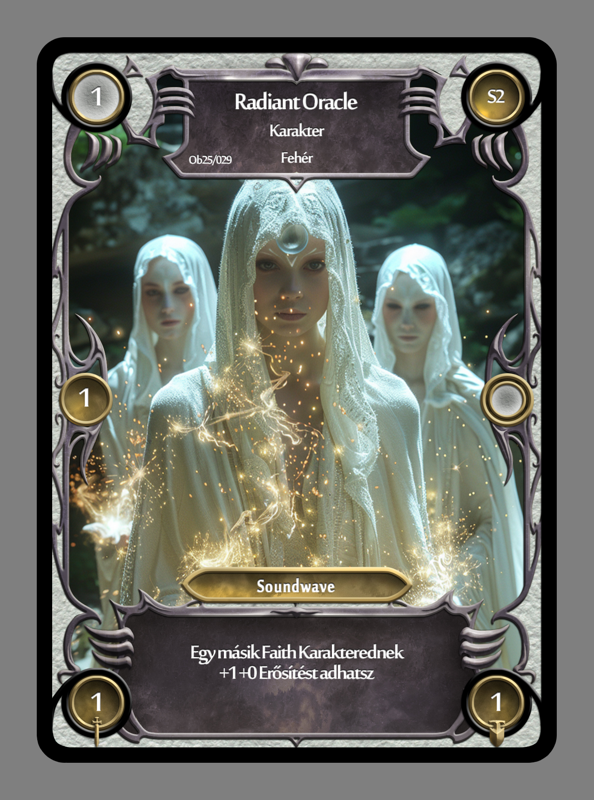 1
S2
Radiant Oracle
Karakter
Ob25/029
Fehér
1
Soundwave
Egy másik Faith Karakterednek
+1 +0 Erősítést adhatsz
1
1